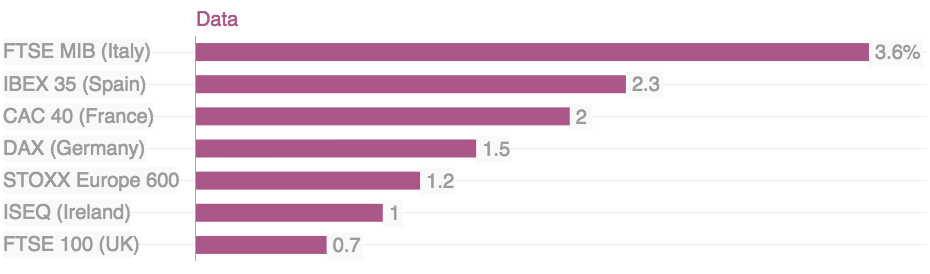 Data
FTSE MIB (Italy) 3.6%
IBEX 35 (Spain) 2.3
CAC 40 (France) 2
DAX (Germany) 1.5
STOXX Europe 600 1.2
ISEQ (Ireland) 1
FTSE 100 (UK) 0.7